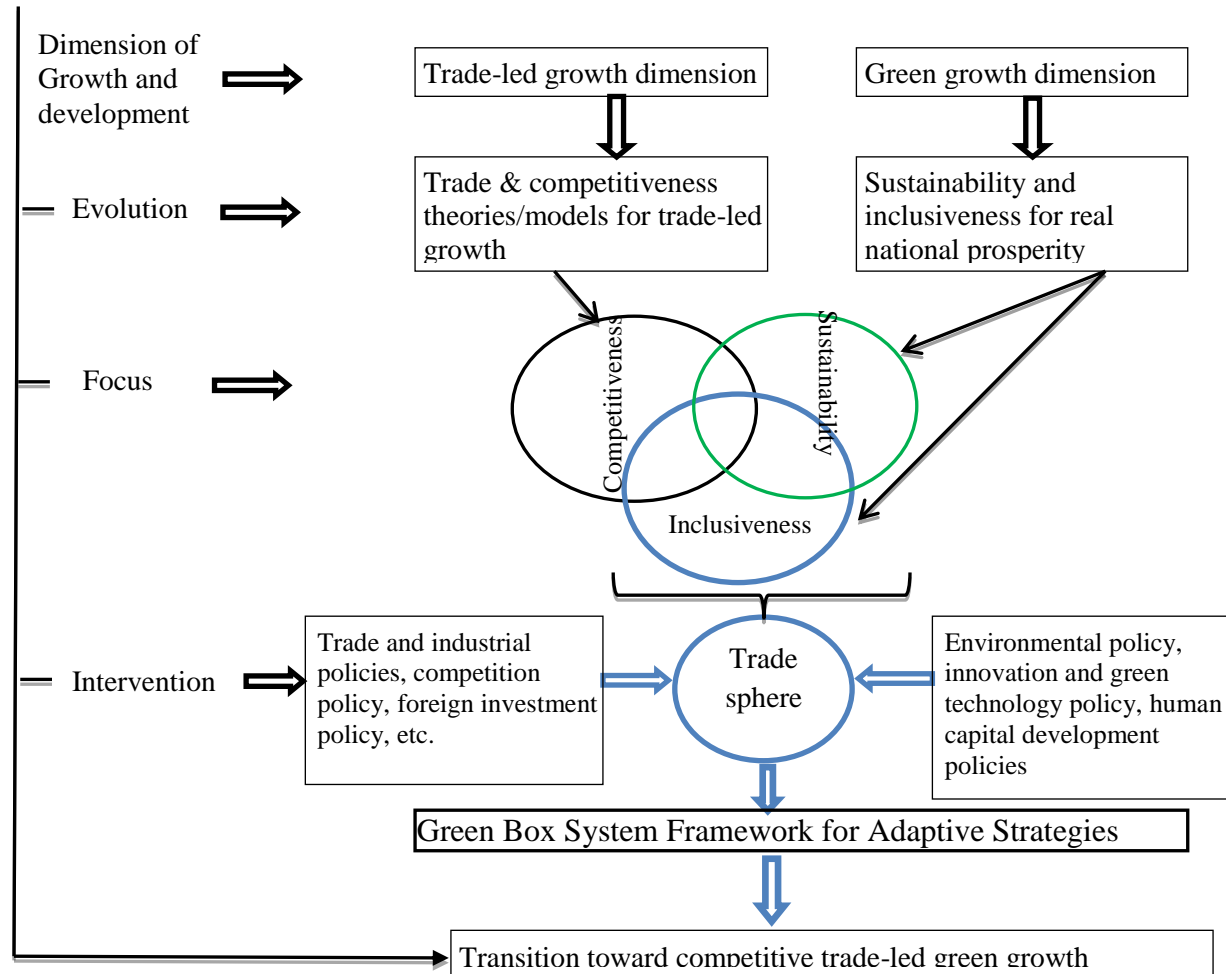 Dimension of
Growth and
development
Trade-led growth dimension
Green growth dimension
Evolution
Trade & competitiveness
theories/models for trade-led
growth
Sustainability and
inclusiveness for real
national prosperity
Focus
Competitiveness
Sustainability
Inclusiveness
Intervention
Trade and industrial
policies, competition
policy, foreign investment
policy, etc.
Trade
sphere
Environmental policy,
innovation and green
technology policy, human
capital development
policies
Green Box System Framework for Adaptive Strategies
Transition toward competitive trade-led green growth